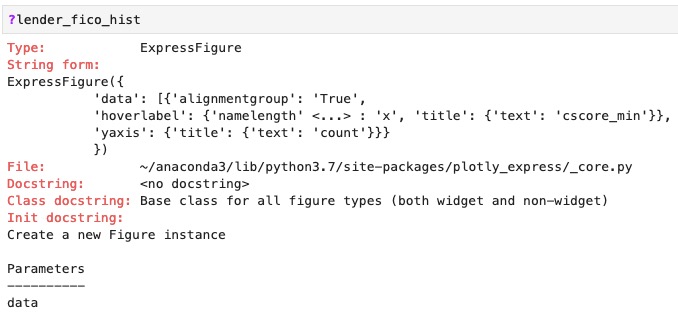 ?lender_fico_hist
Type: ExpressFigure
String form:
ExpressFigure({
'data': [{'alignmentgroup': 'True',
'hoverlabel': {'namelength' <...> : 'x', 'title': {'text': 'cscore_min'}},
'yaxis': {'title': {'text': 'count'}}}
})
File: ~/anaconda3/lib/python3.7/site-packages/plotly_express/_core.py
Docstring: <no docstring>
Class docstring: Base class for all figure types (both widget and non-widget)
Init docstring:
Create a new Figure instance
Parameters
----------
data